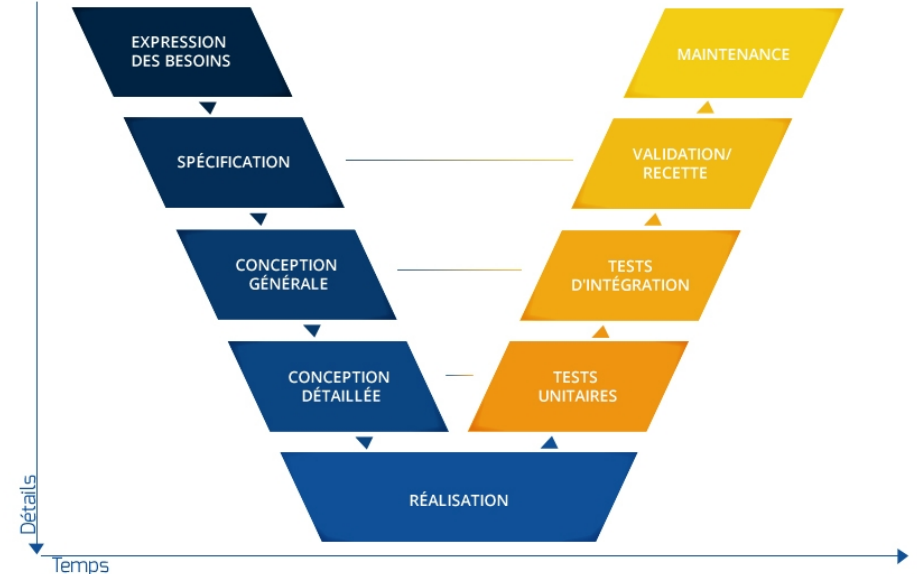 EXPRESSION
DES BESOINS
MAINTENANCE
SPÉCIFICATION
VALIDATION/
RECETTE
CONCEPTION
GÉNÉRALE
TESTS
D'INTÉGRATION
CONCEPTION
DÉTAILLÉE
TESTS
UNITAIRES
RÉALISATION
Détails
Temps